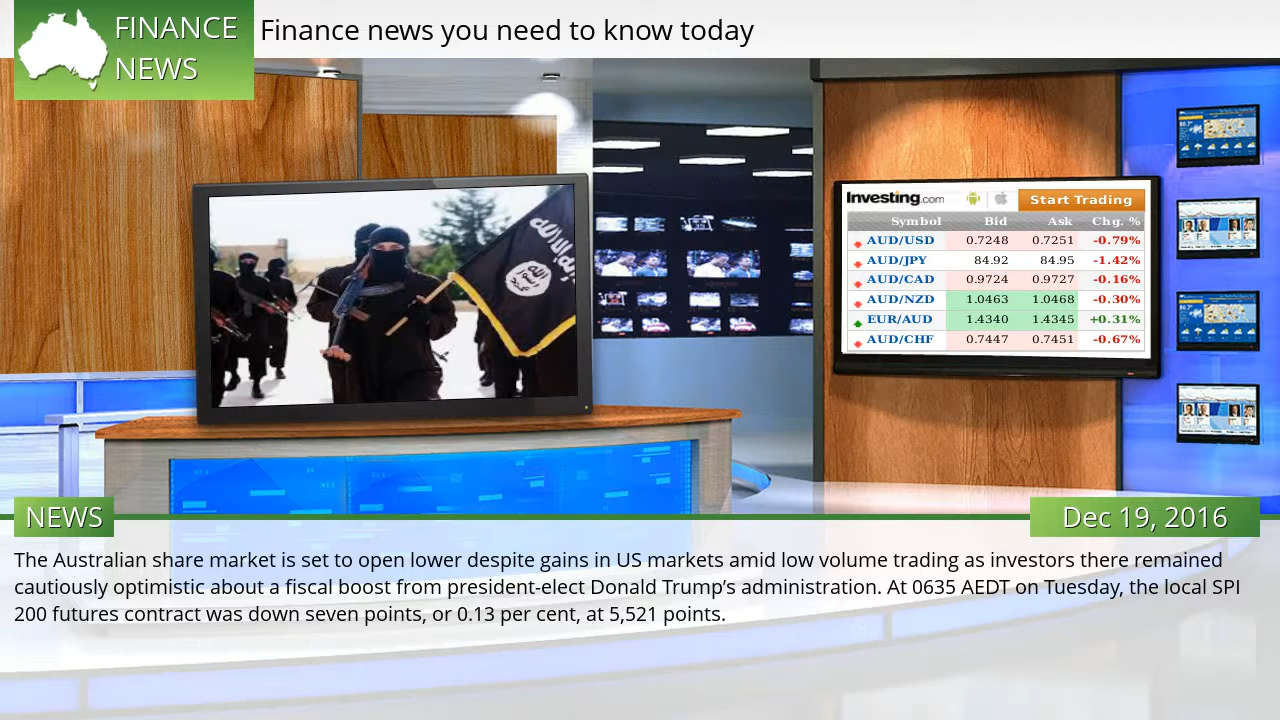 FINANCE
NEWS
Finance news you need to know today
Investing.com
Start Trading
Symbol Bid Ask Chg. %
AUD/USD 0.7248 0.7251 -0.79%
AUD/JPY 84.92 84.95 -1.42%
AUD/CAD 0.9724 0.9727 -0.16%
AUD/NZD 1.0463 1.0468 -0.30%
EUR/AUD 1.4340 1.4345 +0.31%
AUD/CHF 0.7447 0.7451 -0.67%
NEWS
Dec 19, 2016
The Australian share market is set to open lower despite gains in US markets amid low volume trading as investors there remained
cautiously optimistic about a fiscal boost from president-elect Donald Trump’s administration. At 0635 AEDT on Tuesday, the local SPI
200 futures contract was down seven points, or 0.13 per cent, at 5,521 points.